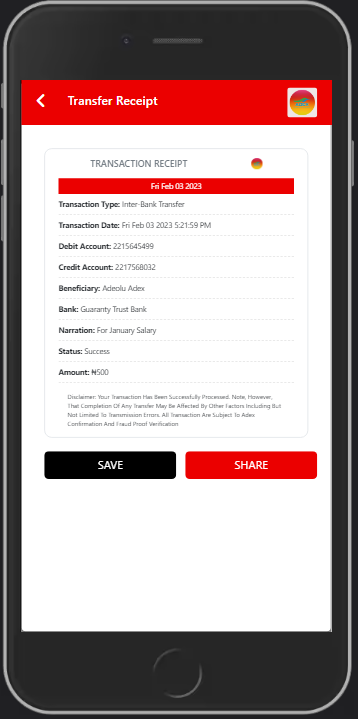 Transfer Receipt
TRANSACTION RECEIPT
Fri Feb 03 2023
Transaction Type: Inter-Bank Transfer
Transaction Date: Fri Feb 03 2023 5:21:59 PM
Debit Account: 2215645499
Credit Account: 2217568032
Beneficiary: Adeolu Adex
Bank: Guaranty Trust Bank
Narration: For January Salary
Status: Success
Amount: ₦500
Disclaimer: Your Transaction Has Been Successfully Processed. Note, However,
That Completion Of Any Transfer May Be Affected By Other Factors Including But
Not Limited To Transmission Errors. All Transaction Are Subject To Adex
Confirmation And Fraud Proof Verification
SAVE
SHARE